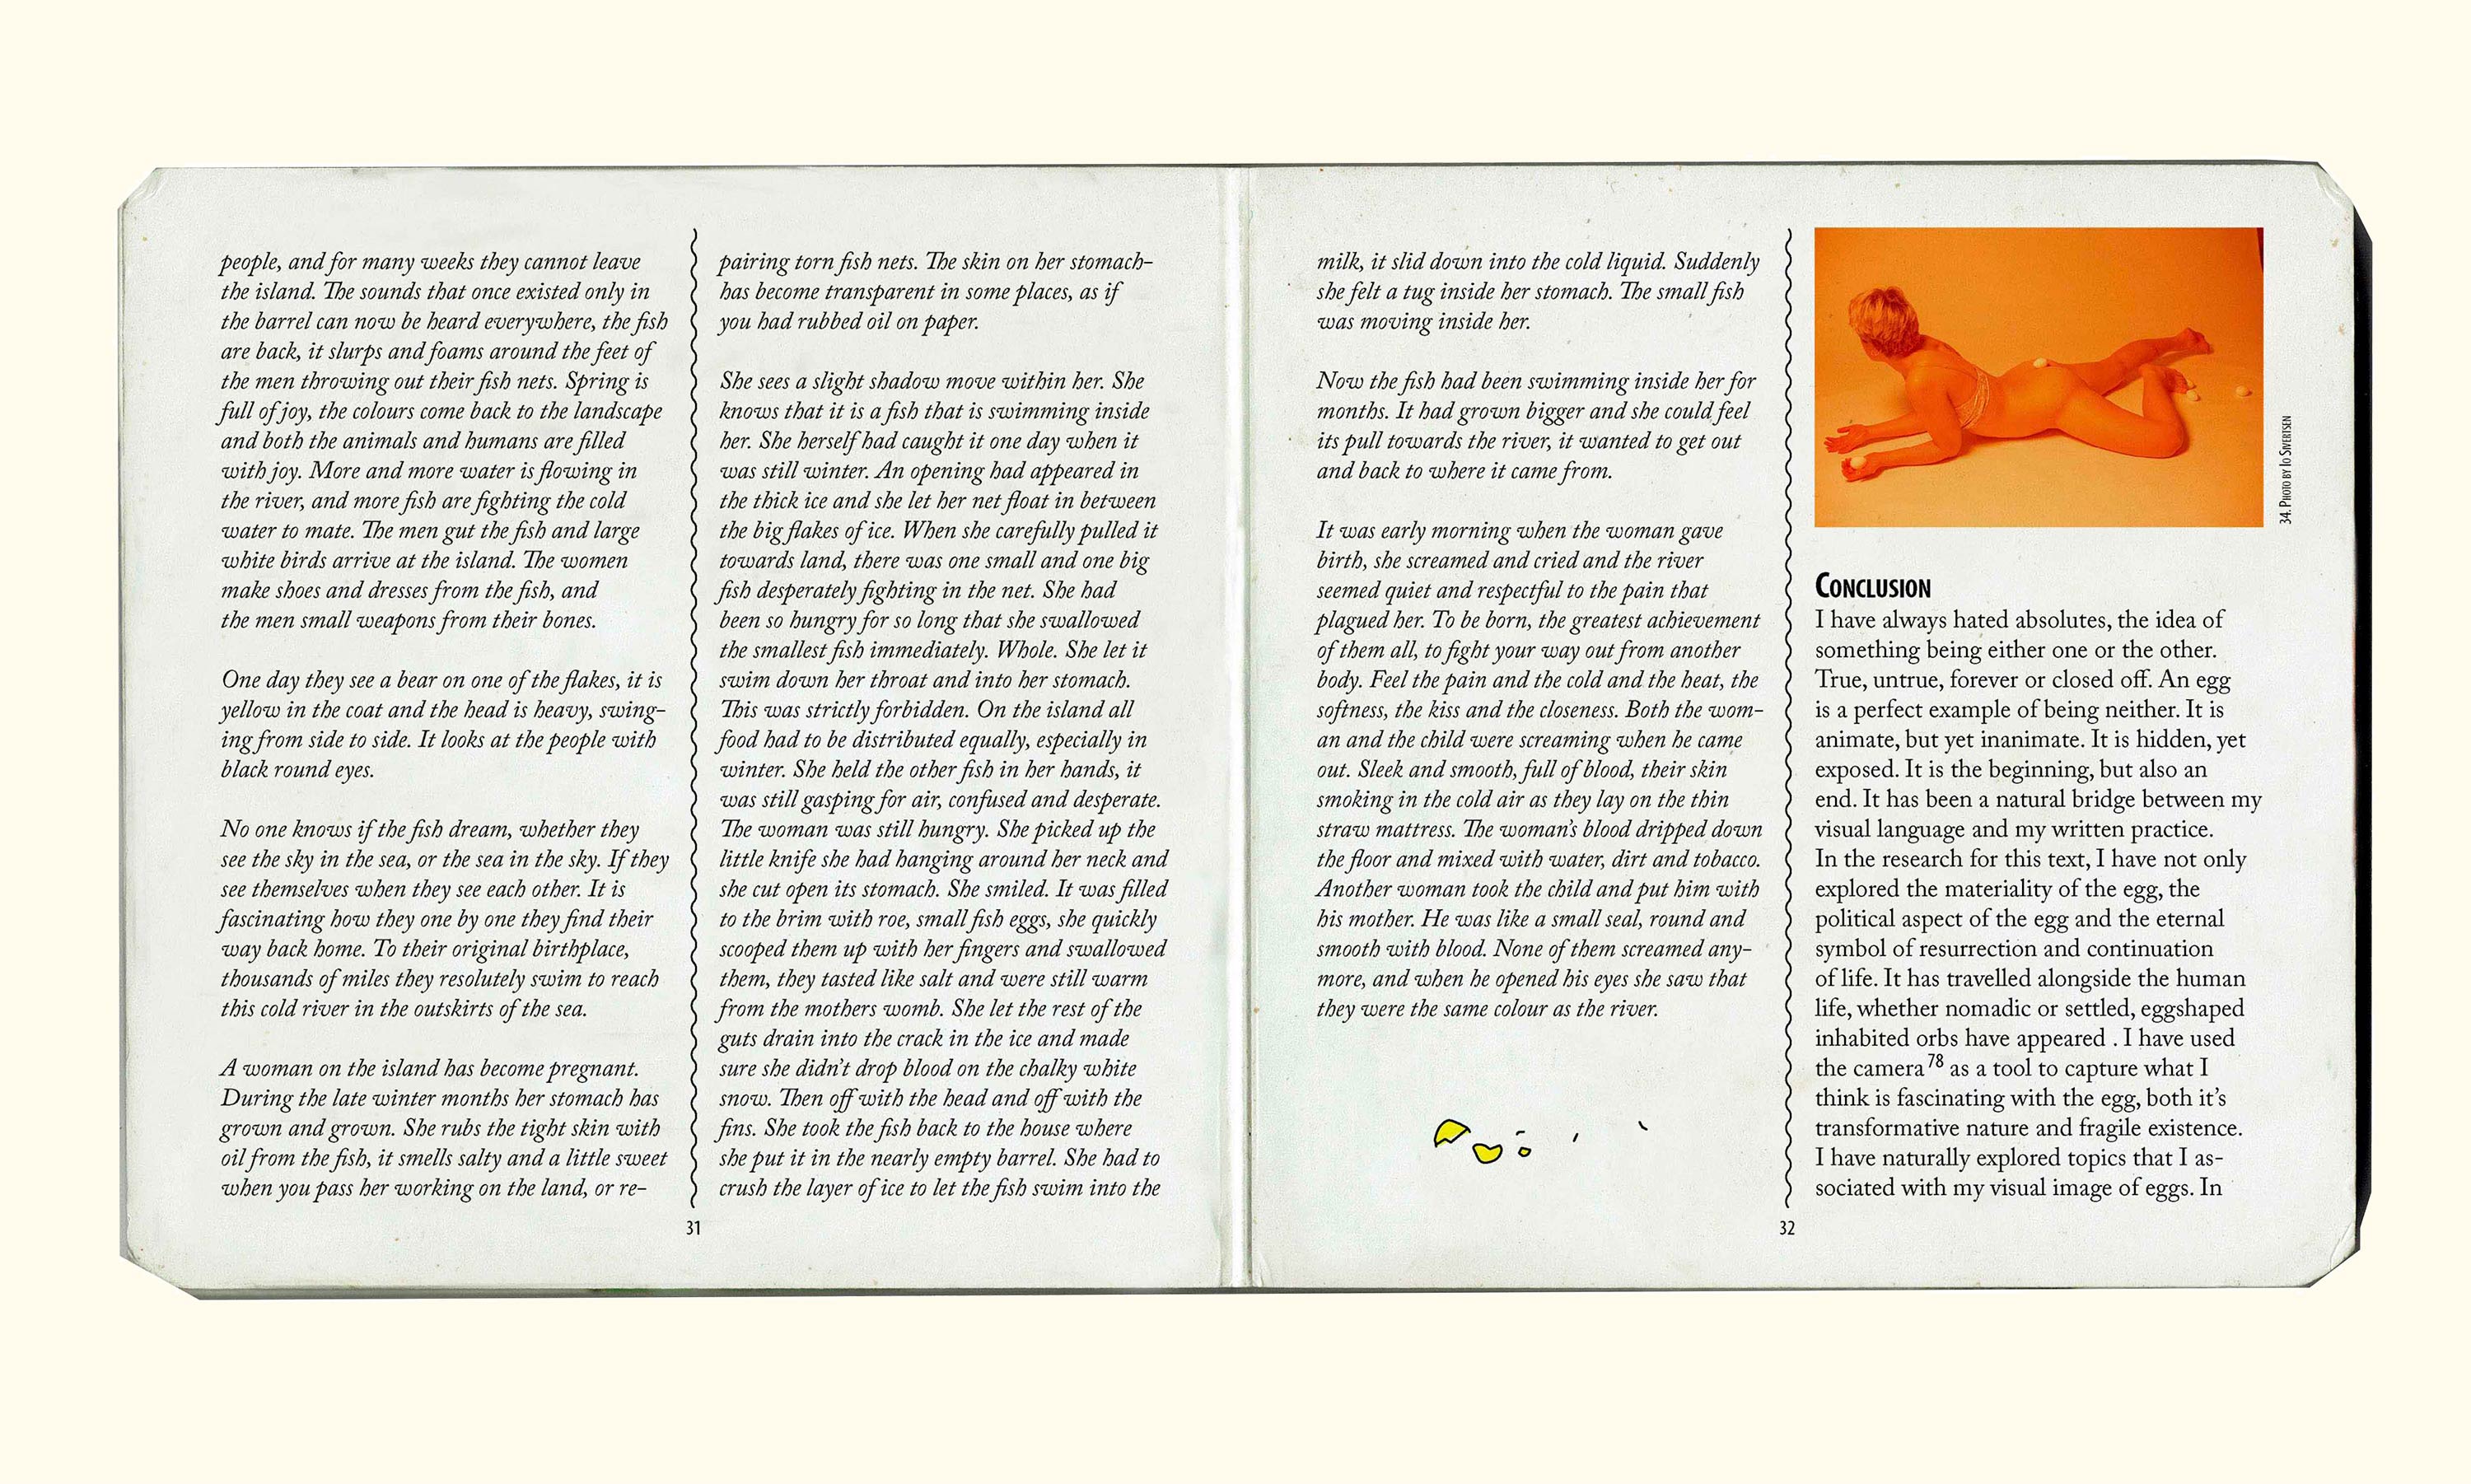 people, and for many weeks they cannot leave
the island. The sounds that once existed only in
the barrel can now be heard everywhere, the fish
are back, it slurps and foams around the feet of
the men throwing out their fish nets. Spring is
full of joy, the colours come back to the landscape
and both the animals and humans are filled
with joy. More and more water is flowing in
the river, and more fish are fighting the cold
water to mate. The men gut the fish and large
white birds arrive at the island. The women
make shoes and dresses from the fish, and
the men small weapons from their bones.
One day they see a bear on one of the flakes, it is
yellow in the coat and the head is heavy, swing-
ing from side to side. It looks at the people with
black round eyes.
No one knows if the fish dream, whether they
see the sky in the sea, or the sea in the sky. If they
see themselves when they see each other. It is
fascinating how they one by one they find their
way back home. To their original birthplace,
thousands of miles they resolutely swim to reach
this cold river in the outskirts of the sea.
A woman on the island has become pregnant.
During the late winter months her stomach has
grown and grown. She rubs the tight skin with
oil from the fish, it smells salty and a little sweet
when you pass her working on the land, or re-
pairing torn fish nets. The skin on her stomach-
has become transparent in some places, as if
you had rubbed oil on paper.
She sees a slight shadow move within her. She
knows that it is a fish that is swimming inside
her. She herself had caught it one day when it
was still winter. An opening had appeared in
the thick ice and she let her net float in between
the big flakes of ice. When she carefully pulled it
towards land, there was one small and one big
fish desperately fighting in the net. She had
been so hungry for so long that she swallowed
the smallest fish immediately. Whole. She let it
swim down her throat and into her stomach.
This was strictly forbidden. On the island all
food had to be distributed equally, especially in
winter. She held the other fish in her hands, it
was still gasping for air, confused and desperate.
The woman was still hungry. She picked up the
little knife she had hanging around her neck and
she cut open its stomach. She smiled. It was filled
to the brim with roe, small fish eggs, she quickly
scooped them up with her fingers and swallowed
them, they tasted like salt and were still warm
from the mothers womb. She let the rest of the
guts drain into the crack in the ice and made
sure she didn't drop blood on the chalky white
snow. Then off with the head and off with the
fins. She took the fish back to the house where
she put it in the nearly empty barrel. She had to
crush the layer of ice to let the fish swim into the
31
milk, it slid down into the cold liquid. Suddenly
she felt a tug inside her stomach. The small fish
was moving inside her.
Now the fish had been swimming inside her for
months. It had grown bigger and she could feel
its pull towards the river, it wanted to get out
and back to where it came from.
It was early morning when the woman gave
birth, she screamed and cried and the river
seemed quiet and respectful to the pain that
plagued her. To be born, the greatest achievement
of them all, to fight your way out from another
body. Feel the pain and the cold and the heat, the
softness, the kiss and the closeness. Both the wom-
an and the child were screaming when he came
out. Sleek and smooth, full of blood, their skin
smoking in the cold air as they lay on the thin
straw mattress. The woman's blood dripped down
the floor and mixed with water, dirt and tobacco.
Another woman took the child and put him with
his mother. He was like a small seal, round and
smooth with blood. None of them screamed any-
more, and when he opened his eyes she saw that
they were the same colour as the river.
34. Photo by Io Sivertsen
Conclusion
I have always hated absolutes, the idea of
something being either one or the other.
True, untrue, forever or closed off. An egg
is a perfect example of being neither. It is
animate, but yet inanimate. It is hidden, yet
exposed. It is the beginning, but also an
end. It has been a natural bridge between my
visual language and my written practice.
In the research for this text, I have not only
explored the materiality of the egg, the
political aspect of the egg and the eternal
symbol of resurrection and continuation
of life. It has travelled alongside the human
life, whether nomadic or settled, eggshaped
inhabited orbs have appeared . I have used
the camera78 as a tool to capture what I
think is fascinating with the egg, both it's
transformative nature and fragile existence.
I have naturally explored topics that I as-
sociated with my visual image of eggs. In
32